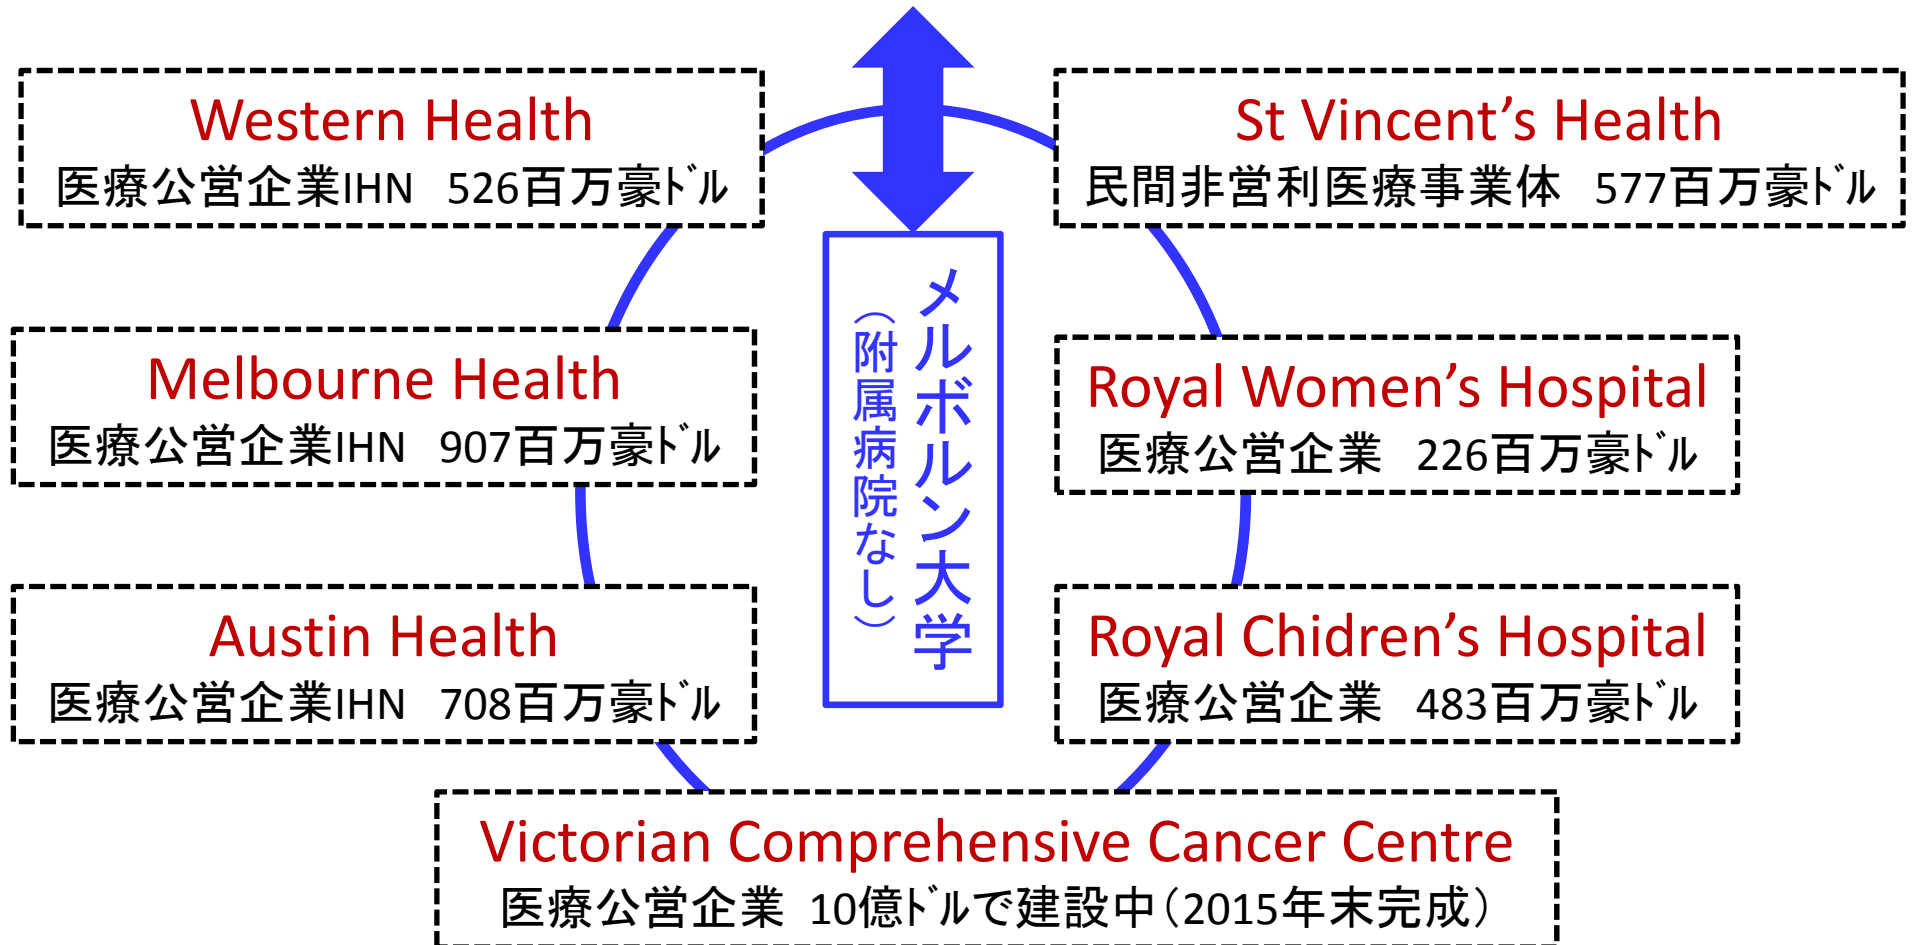 Western Health
医療公営企業IHN 526百万豪ﾄﾞﾙ
St Vincent’s Health
民間非営利医療事業体 577百万豪ﾄﾞﾙ
メルボルン大学
（附属病院なし）
Melbourne Health
医療公営企業IHN 907百万豪ﾄﾞﾙ
Royal Women’s Hospital
医療公営企業 226百万豪ﾄﾞﾙ
Austin Health
医療公営企業IHN 708百万豪ﾄﾞﾙ
Royal Chidren’s Hospital
医療公営企業 483百万豪ﾄﾞﾙ
Victorian Comprehensive Cancer Centre
医療公営企業 10億ﾄﾞﾙで建設中（2015年末完成）